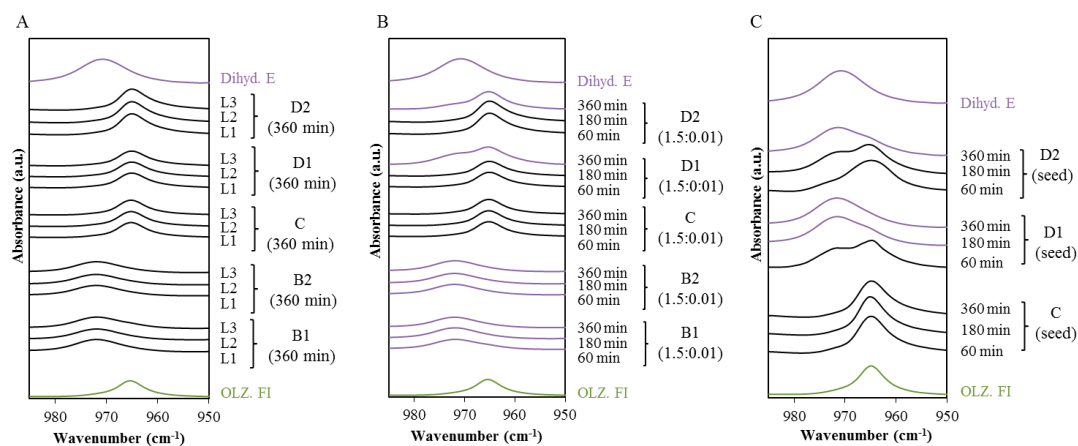 A
Absorbance (a.u.)
Dihyd. E
L3
L2
L1
D2
(360 min)
L3
L2
L1
D1
(360 min)
L3
L2
L1
C
(360 min)
L3
L2
L1
B2
(360 min)
L3
L2
L1
B1
(360 min)
OLZ. FI
980 970 960 950
Wavenumber (cm⁻¹)
B
Absorbance (a.u.)
Dihyd. E
360 min
180 min
60 min
D2
(1.5:0.01)
360 min
180 min
60 min
D1
(1.5:0.01)
360 min
180 min
60 min
C
(1.5:0.01)
360 min
180 min
60 min
B2
(1.5:0.01)
360 min
180 min
60 min
B1
(1.5:0.01)
OLZ. FI
980 970 960 950
Wavenumber (cm⁻¹)
C
Absorbance (a.u.)
Dihyd. E
360 min
180 min
60 min
D2
(seed)
360 min
180 min
60 min
D1
(seed)
360 min
180 min
60 min
C
(seed)
OLZ. FI
980 970 960 950
Wavenumber (cm⁻¹)